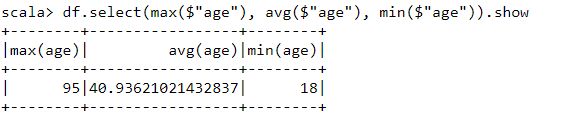 scala> df.select(max($"age"), avg($"age"), min($"age")).show
+--------+-----------------+--------+
|max(age)|         avg(age)|min(age)|
+--------+-----------------+--------+
|      95|40.93621021432837|      18|
+--------+-----------------+--------+